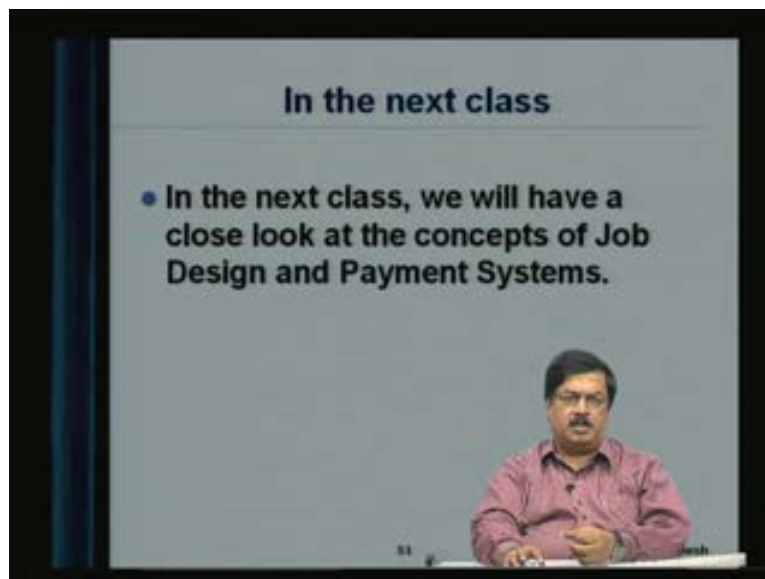 In the next class
In the next class, we will have a
close look at the concepts of Job
Design and Payment Systems.
51